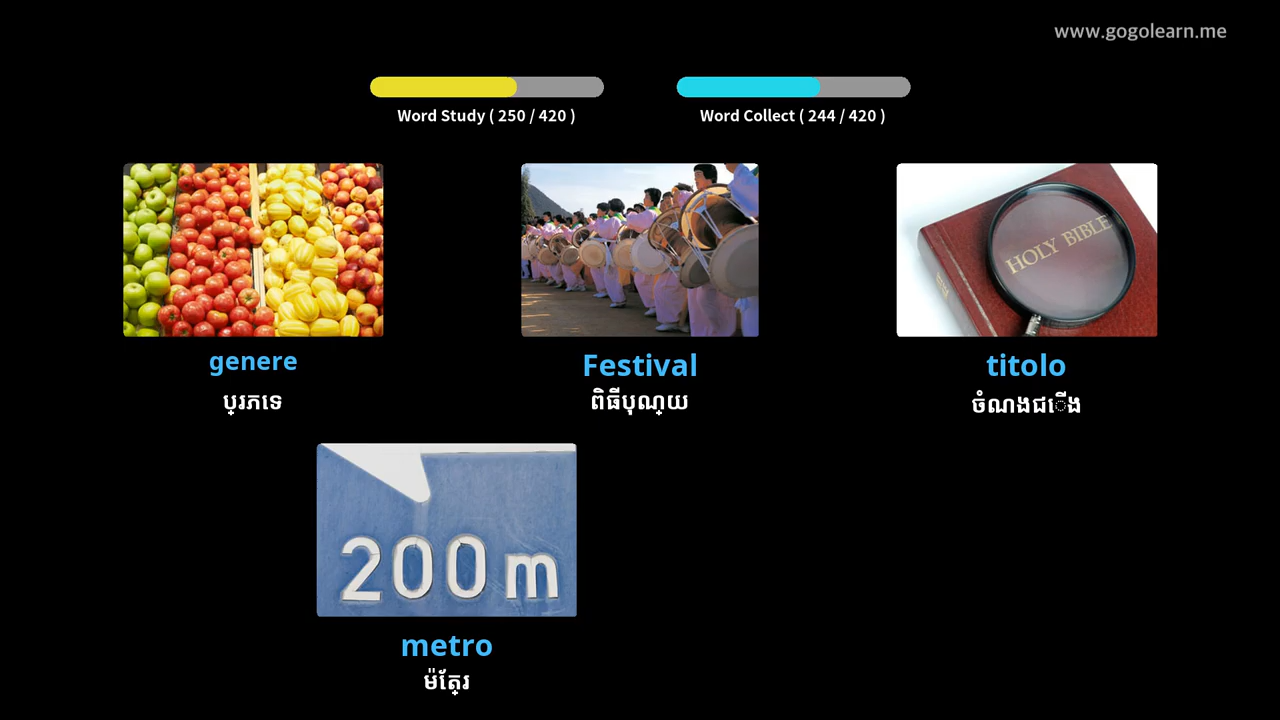 www.gogolearn.me
Word Study ( 250 / 420 )
Word Collect ( 244 / 420 )
HOLY BIBLE
genere
Festival
titolo
ប្រភេទ
ពិធីបុណ្យ
ចំណងជើង
200 m
metro
ម៉ែត្រ